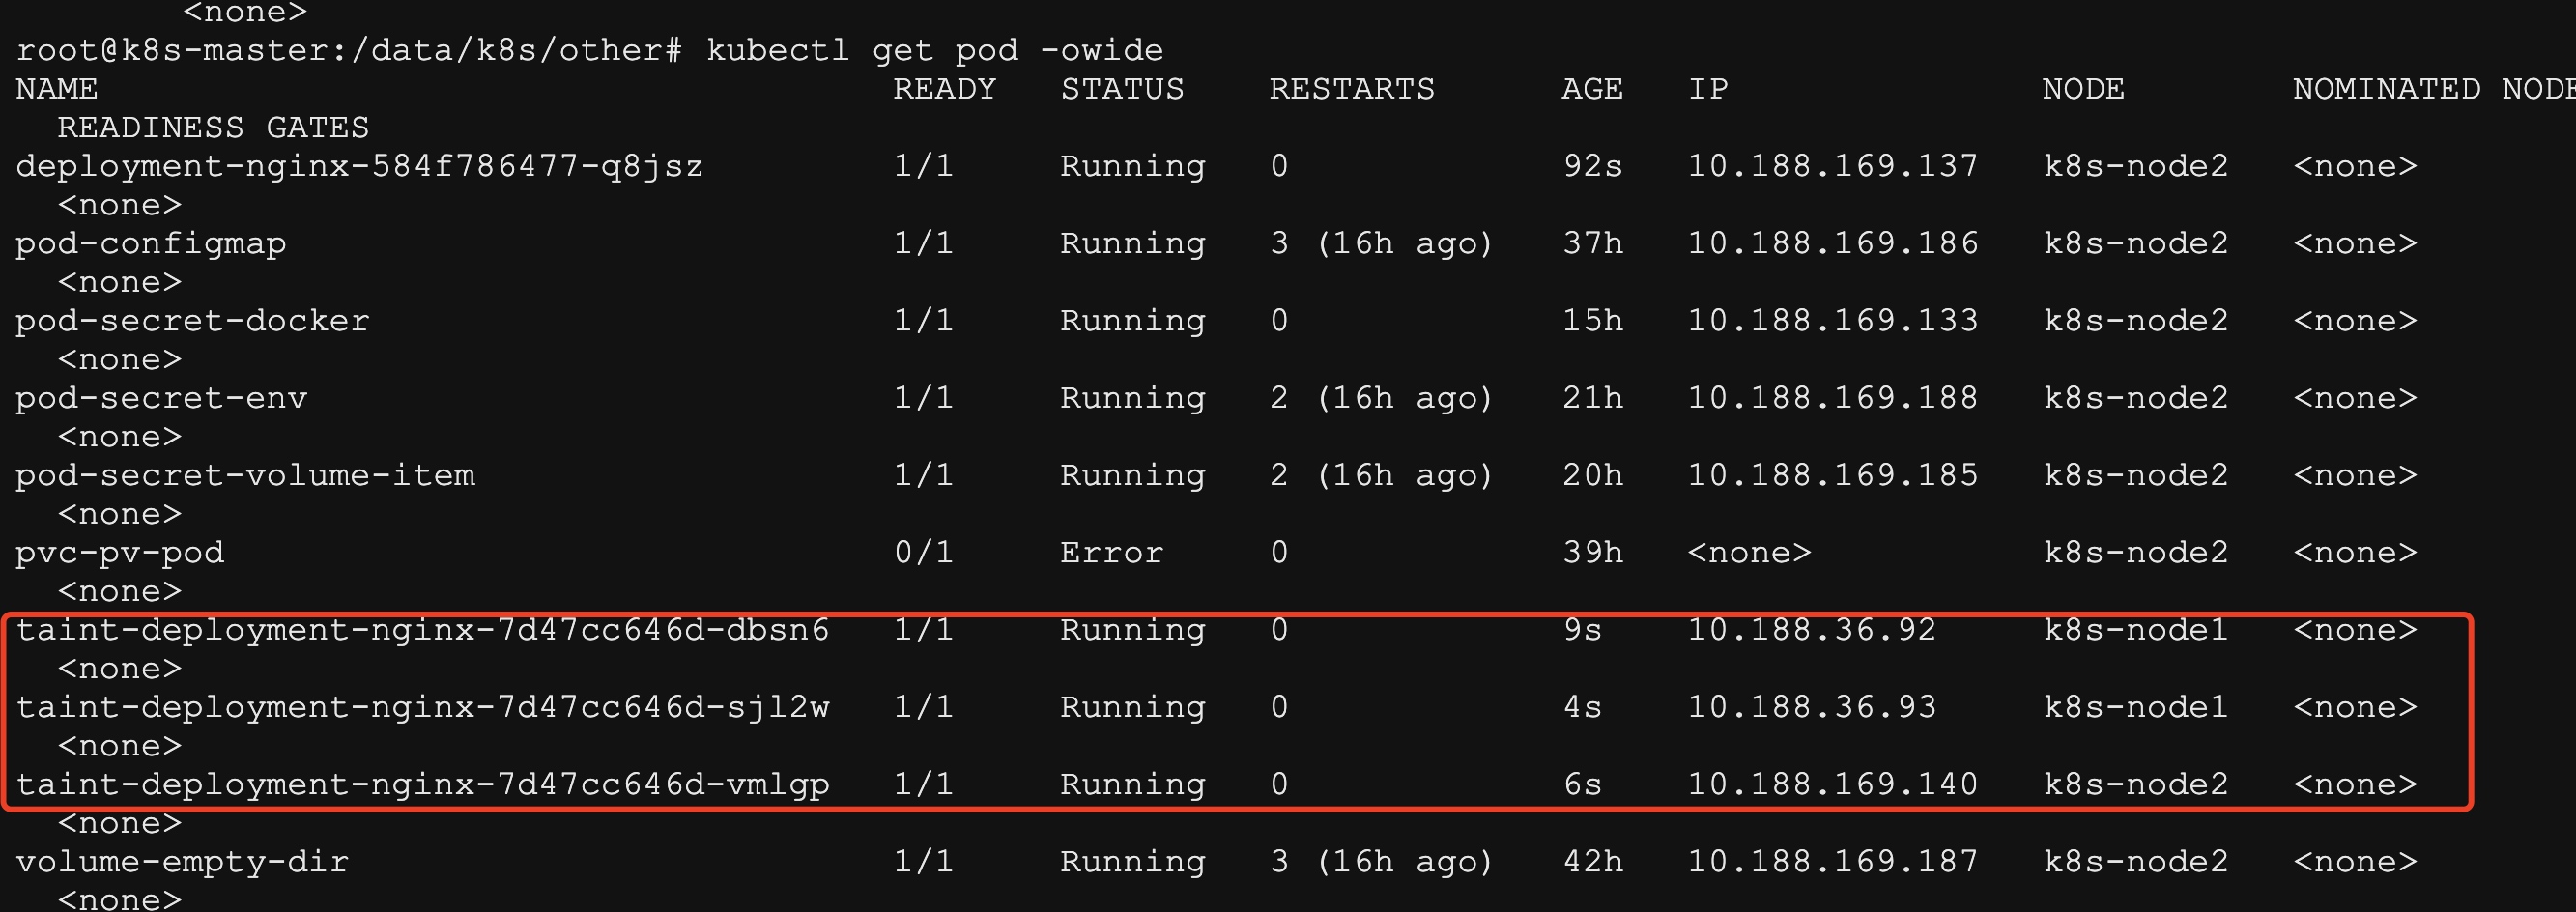 <none>
root@k8s-master:/data/k8s/other# kubectl get pod -owide
NAME READY STATUS RESTARTS AGE IP NODE NOMINATED NODE
READINESS GATES
deployment-nginx-584f786477-q8jsz 1/1 Running 0 92s 10.188.169.137 k8s-node2 <none>
<none>
pod-configmap 1/1 Running 3 (16h ago) 37h 10.188.169.186 k8s-node2 <none>
<none>
pod-secret-docker 1/1 Running 0 15h 10.188.169.133 k8s-node2 <none>
<none>
pod-secret-env 1/1 Running 2 (16h ago) 21h 10.188.169.188 k8s-node2 <none>
<none>
pod-secret-volume-item 1/1 Running 2 (16h ago) 20h 10.188.169.185 k8s-node2 <none>
<none>
pvc-pv-pod 0/1 Error 0 39h <none> k8s-node2 <none>
<none>
taint-deployment-nginx-7d47cc646d-dbsn6 1/1 Running 0 9s 10.188.36.92 k8s-node1 <none>
<none>
taint-deployment-nginx-7d47cc646d-sjl2w 1/1 Running 0 4s 10.188.36.93 k8s-node1 <none>
<none>
taint-deployment-nginx-7d47cc646d-vmlgp 1/1 Running 0 6s 10.188.169.140 k8s-node2 <none>
<none>
volume-empty-dir 1/1 Running 3 (16h ago) 42h 10.188.169.187 k8s-node2 <none>
<none>